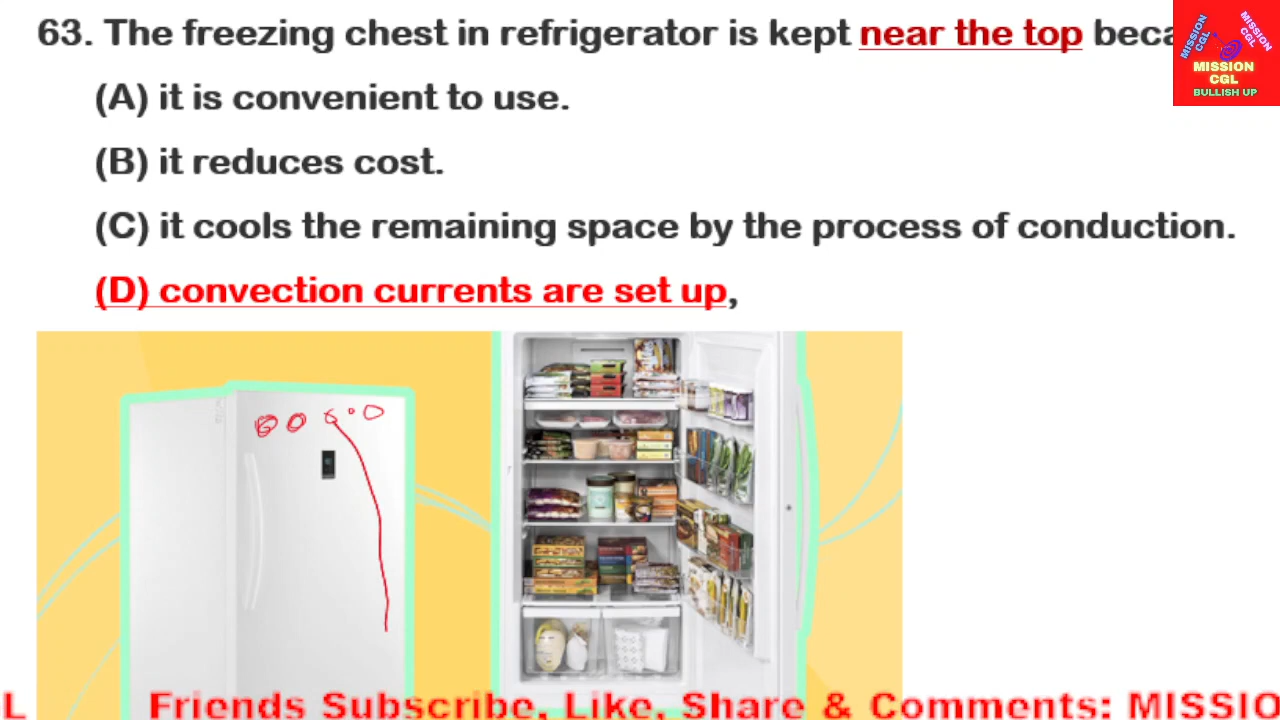 63. The freezing chest in refrigerator is kept near the top beca
(A) it is convenient to use.
(B) it reduces cost.
(C) it cools the remaining space by the process of conduction.
(D) convection currents are set up,
MISSION CGL
MISSION CGL
MISSION
CGL
BULLISH UP
L Friends Subscribe, Like, Share & Comments: MISSIO